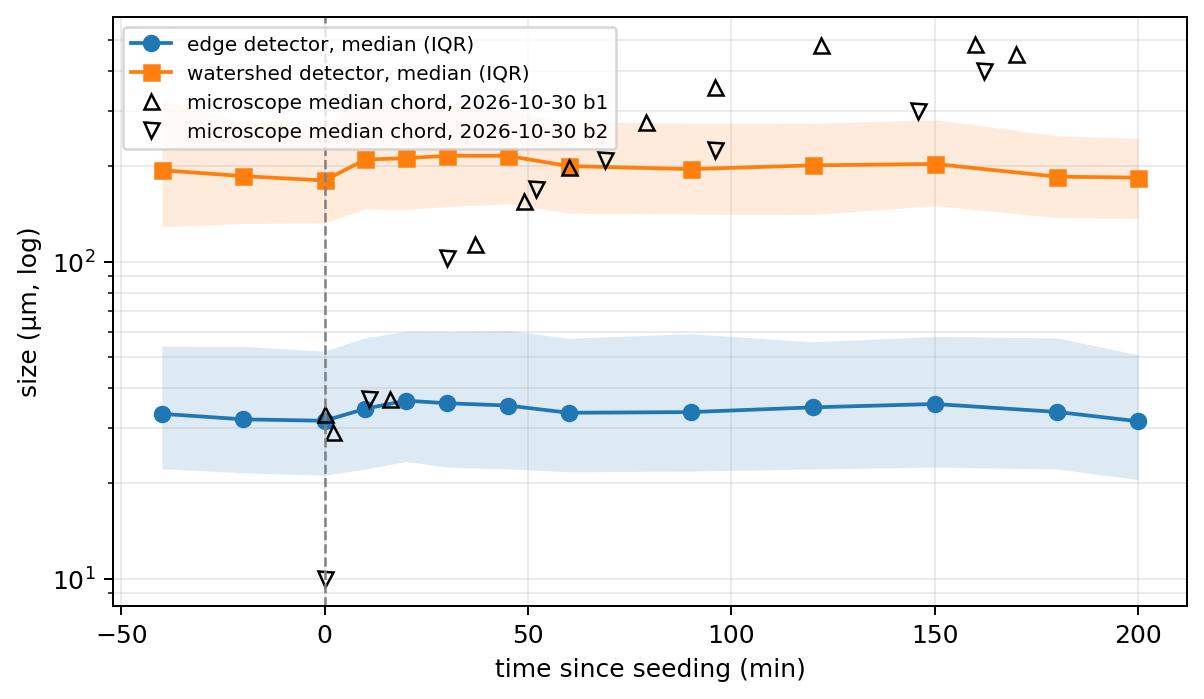 edge detector, median (IQR)
watershed detector, median (IQR)
microscope median chord, 2026-10-30 b1
microscope median chord, 2026-10-30 b2
size (μm, log)
10²
10¹
−50
0
50
100
150
200
time since seeding (min)